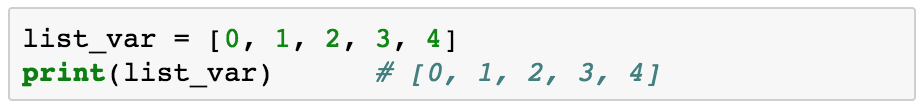 list_var = [0, 1, 2, 3, 4]
print(list_var)      # [0, 1, 2, 3, 4]